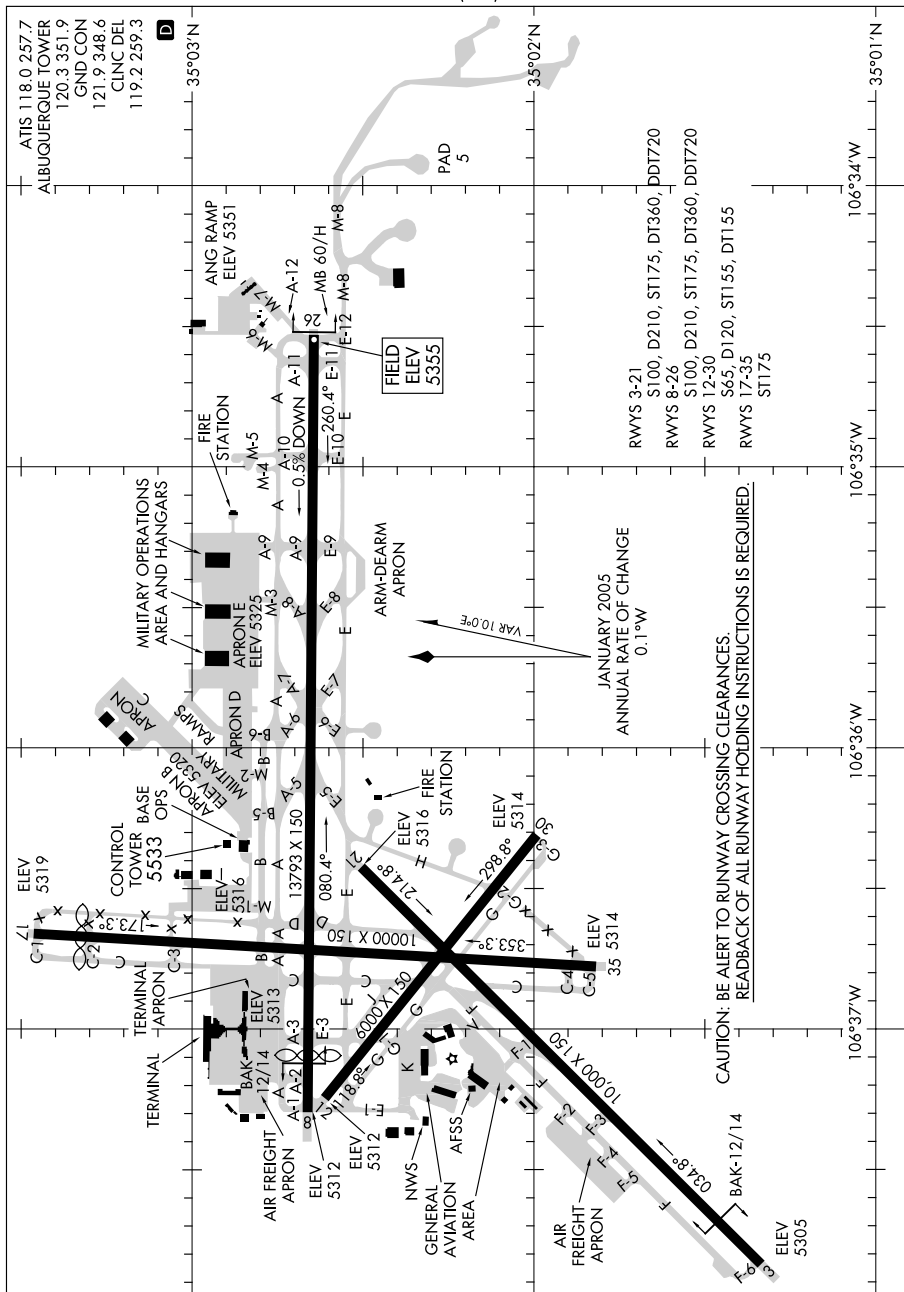 ATIS 118.0 257.7
ALBUQUERQUE TOWER
120.3 351.9
GND CON
121.9 348.6
CLNC DEL
119.2 259.3
D
35°03'N
35°02'N
35°01'N
106°34'W
106°35'W
106°36'W
106°37'W
PAD
5
ANG RAMP
ELEV 5351
M-7
M-6
A-12
MB 60/H
M-8
M-8
26
E-12
FIELD
ELEV
5355
A-11
E-11
A
260.4°
0.5% DOWN
E
A-10
E-10
M-5
M-4
FIRE
STATION
A
A-9
A-9
E-9
ARM-DEARM
APRON
MILITARY OPERATIONS
AREA AND HANGARS
APRON E
ELEV 5325
M-3
A-8
E-8
E
A-7
A
E-7
VAR 10.0°E
JANUARY 2005
ANNUAL RATE OF CHANGE
0.1°W
RWYS 3-21
S100, D210, ST175, DT360, DDT720
RWYS 8-26
S100, D210, ST175, DT360, DDT720
RWYS 12-30
S65, D120, ST155, DT155
RWYS 17-35
ST175
C
APRON
APRON D
MILITARY RAMPS
APRON B
ELEV 5320
B-6
A-6
E-6
B
M-2
A-5
E-5
B-5
BASE
OPS
CONTROL
TOWER
5533
ELEV
5316
FIRE
STATION
13793 X 150
080.4°
B
A
M-1
E
D
D
ELEV
5319
17
C-1
C-2
C
C-3
173.3°
10000 X 150
353.3°
C
C-4
C-5
35
ELEV
5314
ELEV
5316
21
214.8°
H
ELEV
5314
30
298.8°
G-3
G-2
G
B
A
C
C
J
E
6000 X 150
G
G-1
G
118.8°
12
ELEV
5312
TERMINAL
TERMINAL
APRON
ELEV
5313
BAK-
12/14
A-3
E-3
A-2
A
A-1
8
ELEV
5312
AIR FREIGHT
APRON
E-1
K
NWS
AFSS
GENERAL
AVIATION
AREA
F
V
F-1
F
F-2
F-3
F-4
F-5
F
10,000 X 150
034.8°
AIR
FREIGHT
APRON
BAK-12/14
F-6
3
ELEV
5305
CAUTION: BE ALERT TO RUNWAY CROSSING CLEARANCES.
READBACK OF ALL RUNWAY HOLDING INSTRUCTIONS IS REQUIRED.